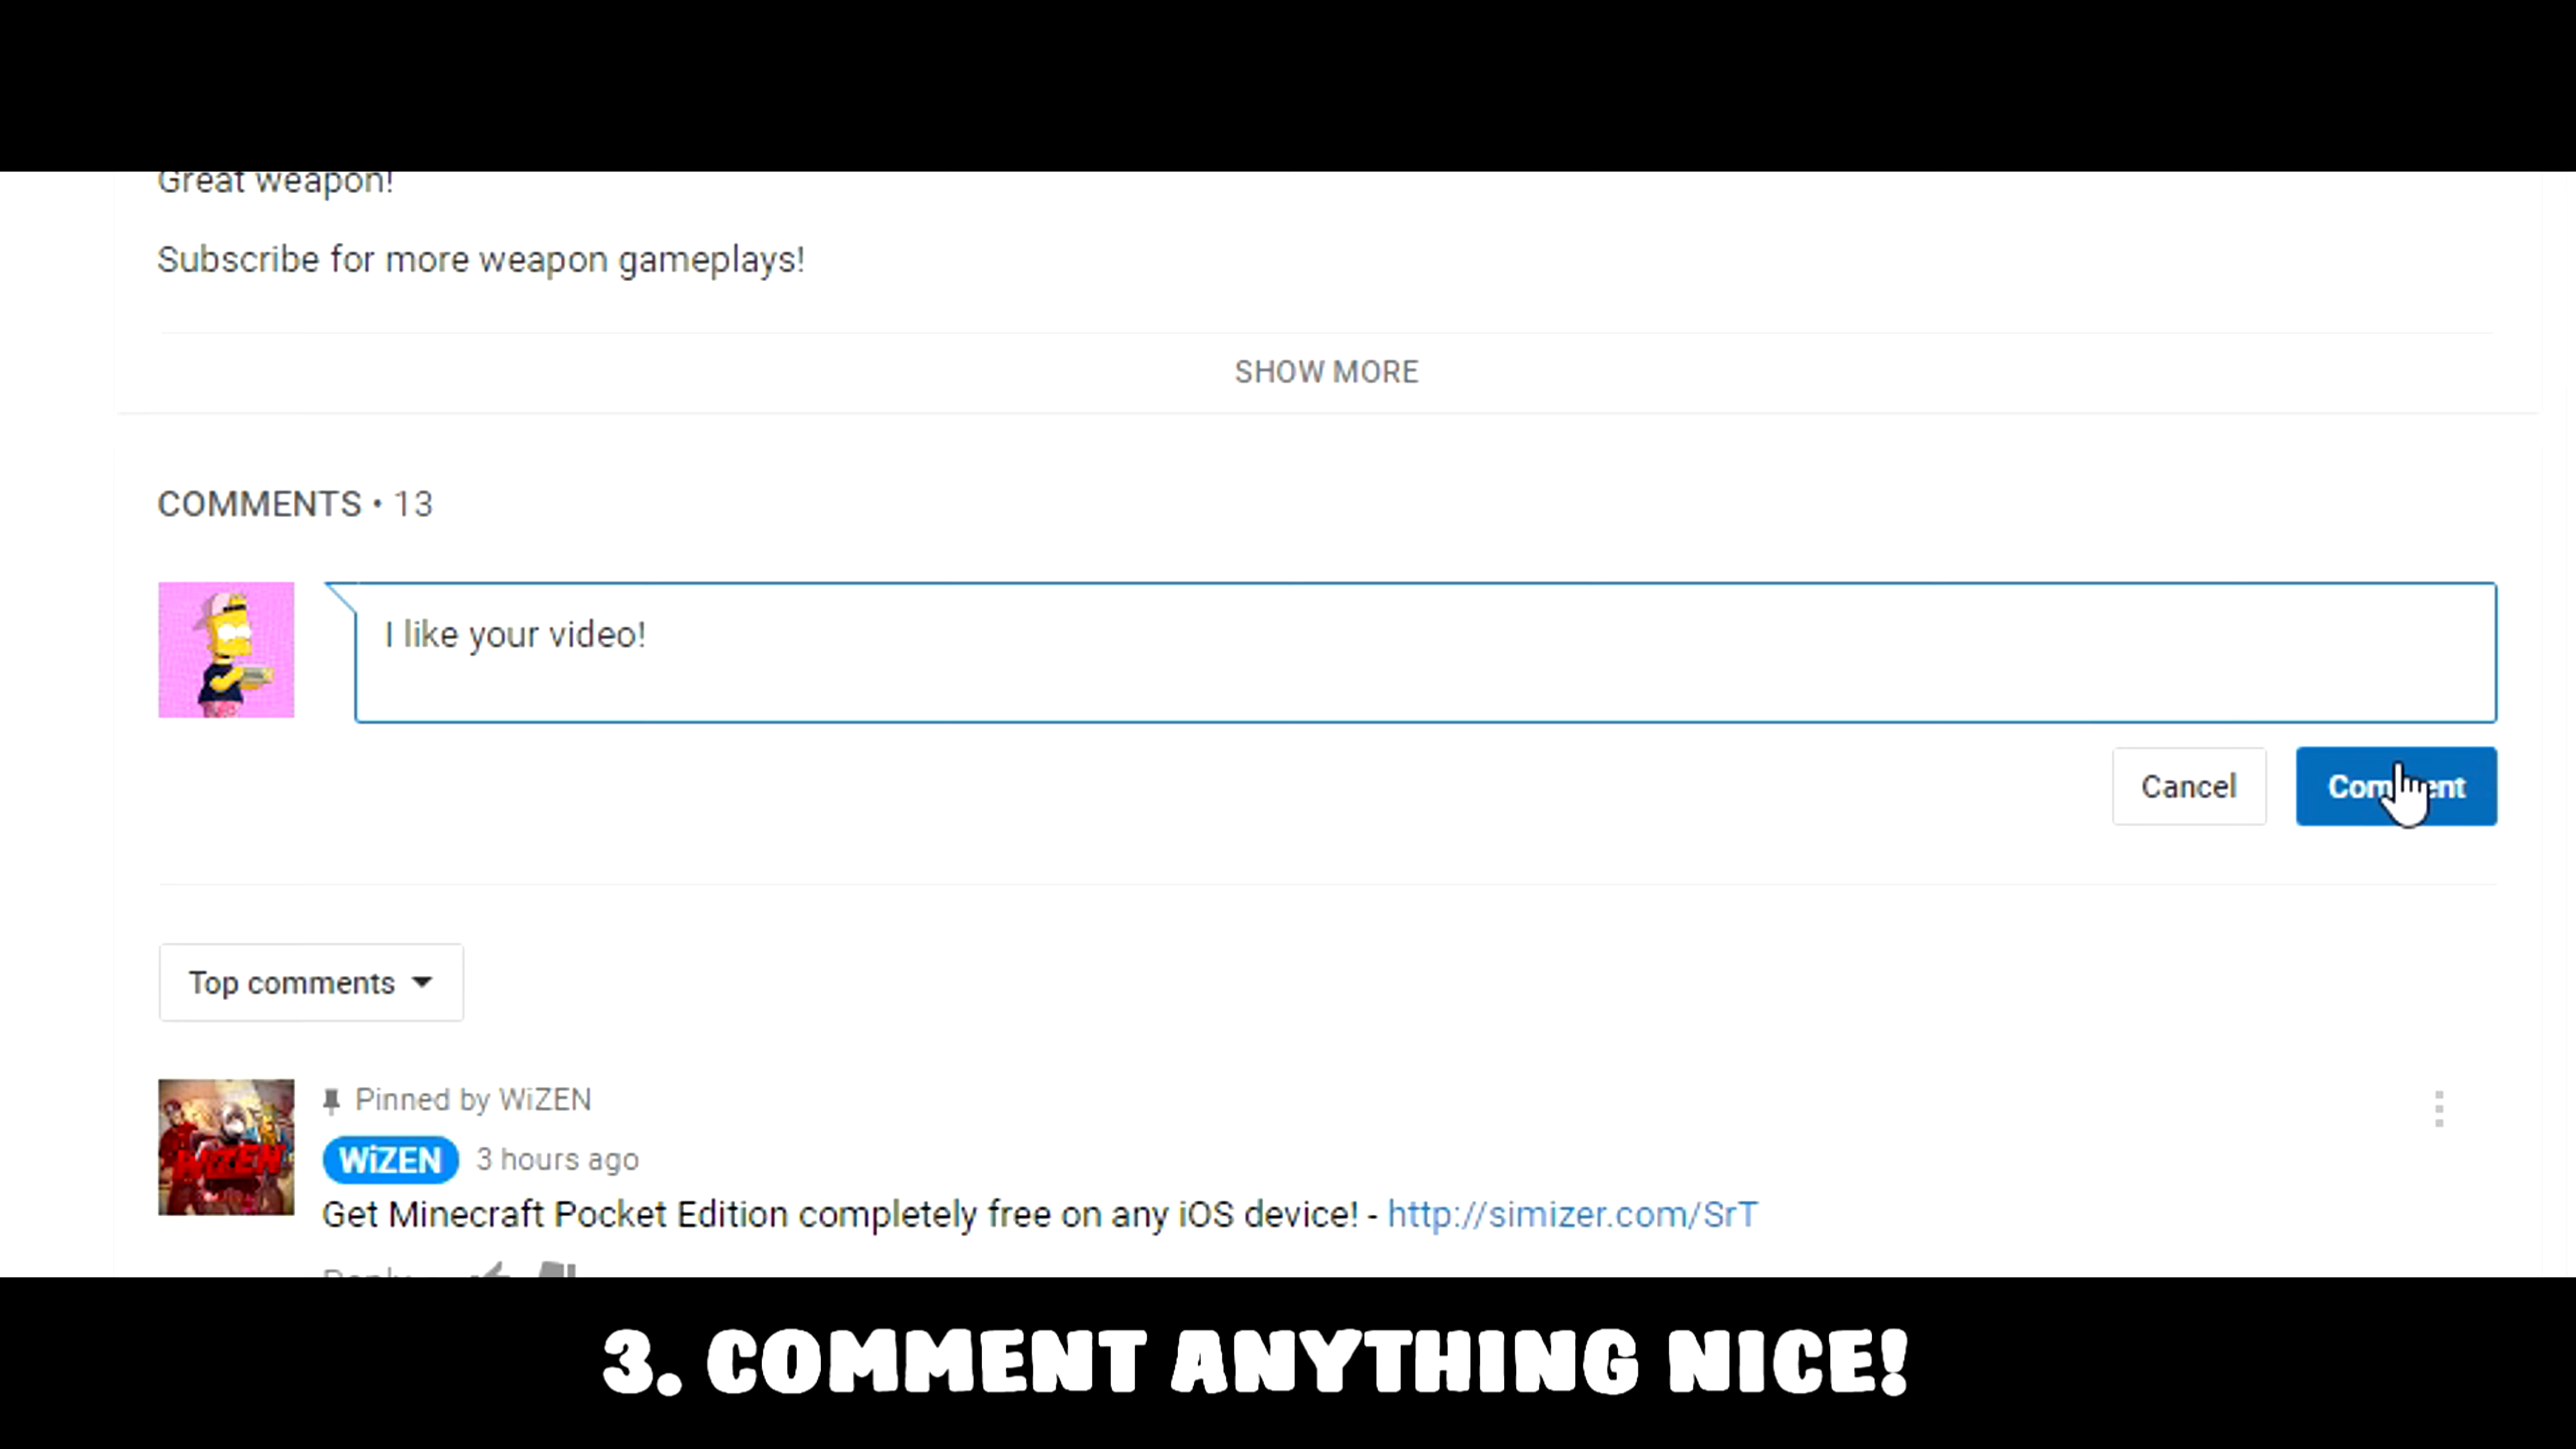 Great weapon!
Subscribe for more weapon gameplays!
SHOW MORE
COMMENTS • 13
I like your video!
Cancel
Comment
Top comments
WiZEN
Pinned by WiZEN
WiZEN 3 hours ago
Get Minecraft Pocket Edition completely free on any iOS device! - http://simizer.com/SrT
Reply
3. COMMENT ANYTHING NICE!